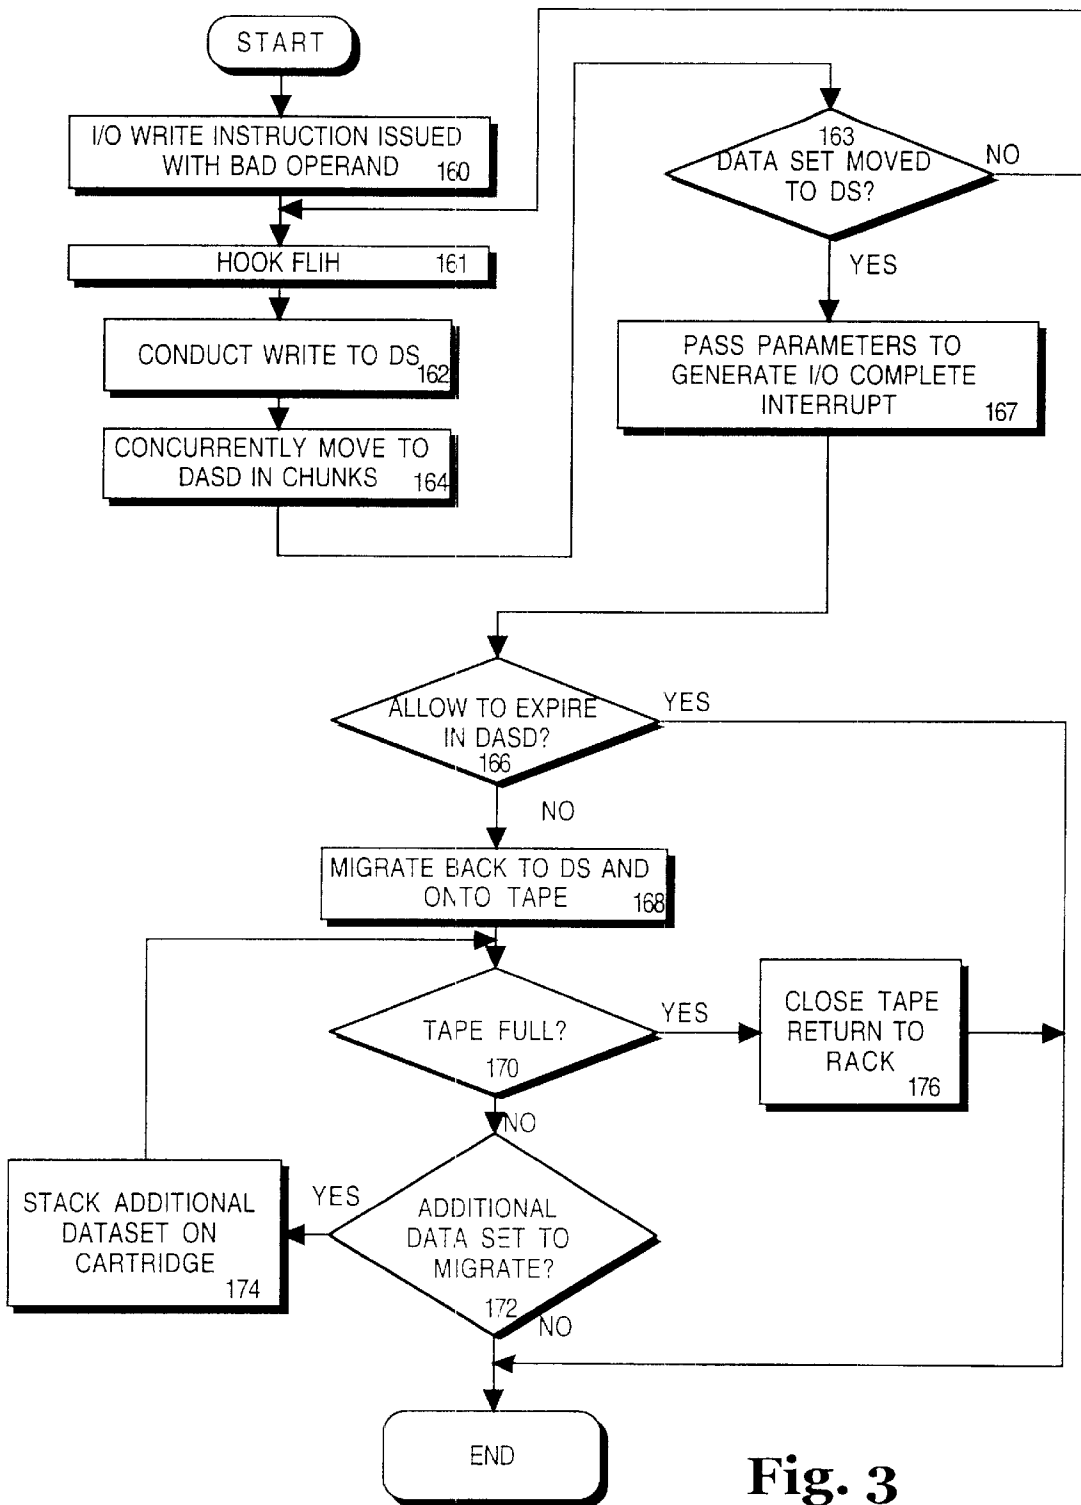 START
I/O WRITE INSTRUCTION ISSUED
WITH BAD OPERAND
160
HOOK FLIH
161
CONDUCT WRITE TO DS
162
CONCURRENTLY MOVE TO
DASD IN CHUNKS
164
163
DATA SET MOVED
TO DS?
NO
YES
PASS PARAMETERS TO
GENERATE I/O COMPLETE
INTERRUPT
167
ALLOW TO EXPIRE
IN DASD?
166
YES
NO
MIGRATE BACK TO DS AND
ONTO TAPE
168
TAPE FULL?
170
YES
CLOSE TAPE
RETURN TO
RACK
176
NO
ADDITIONAL
DATA SET TO
MIGRATE?
172
YES
STACK ADDITIONAL
DATASET ON
CARTRIDGE
174
NO
END
Fig. 3